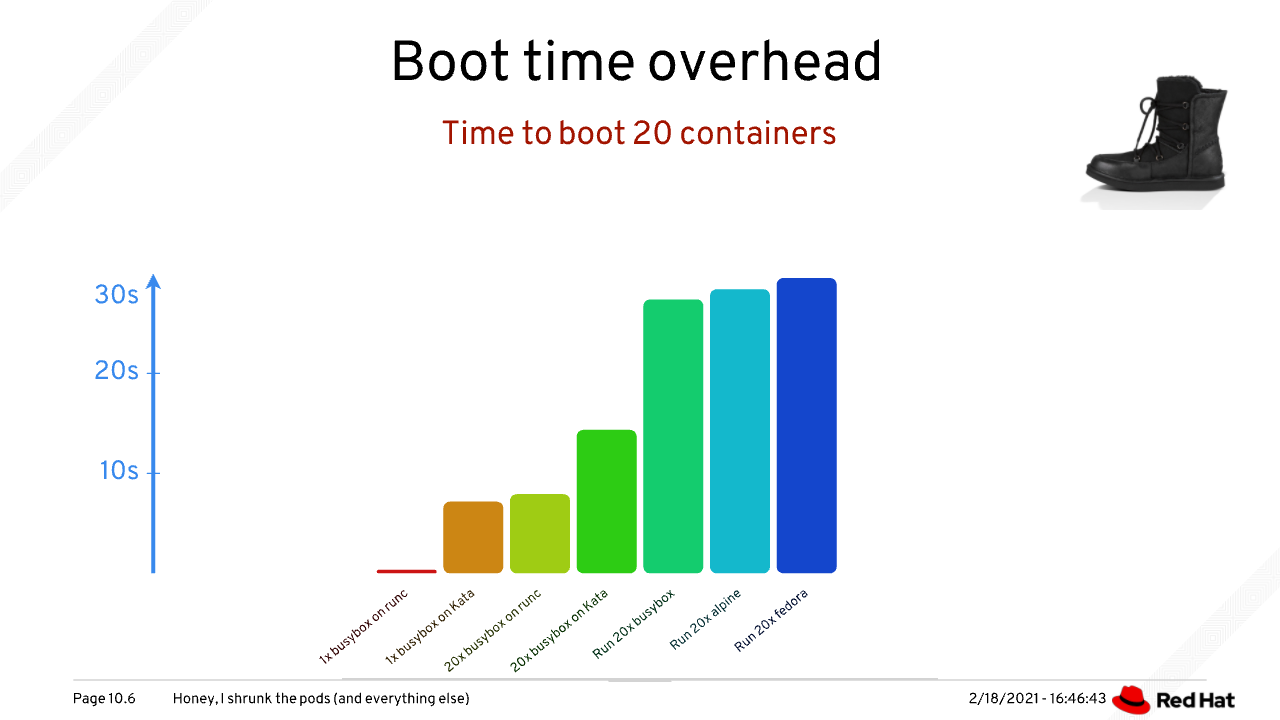 Boot time overhead
Time to boot 20 containers
30s
20s
10s
1x busybox on runc
1x busybox on Kata
20x busybox on runc
20x busybox on Kata
Run 20x busybox
Run 20x alpine
Run 20x fedora
Page 10.6 Honey, I shrunk the pods (and everything else) 2/18/2021 - 16:46:43 Red Hat